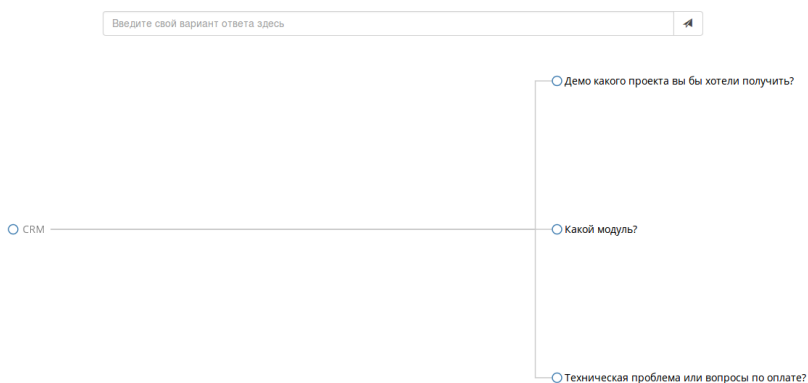 Введите свой вариант ответа здесь
Демо какого проекта вы бы хотели получить?
CRM
Какой модуль?
Техническая проблема или вопросы по оплате?